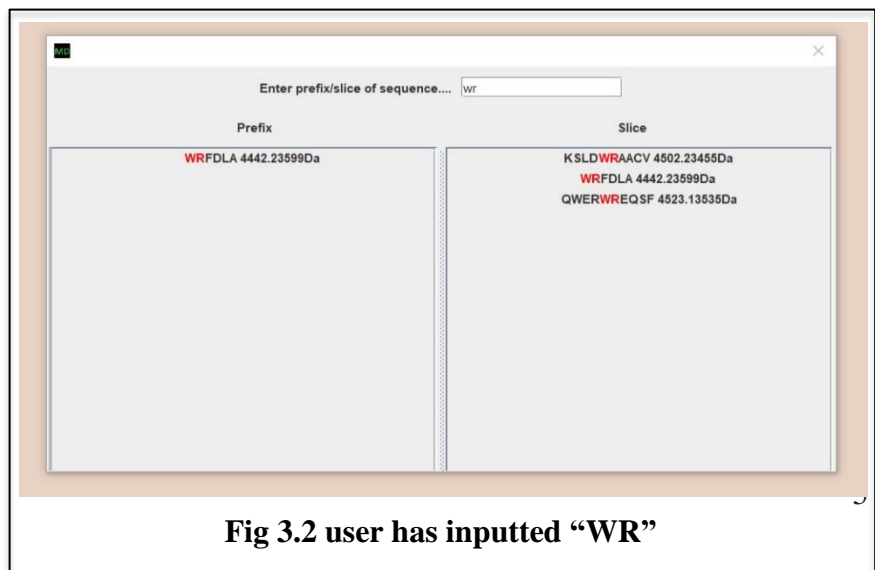 MD
Enter prefix/slice of sequence.... wr
Prefix Slice
WRFDLA 4442.23599Da
KSLDWRAACV 4502.23455Da
WRFDLA 4442.23599Da
QWERWREQSF 4523.13535Da
Fig 3.2 user has inputted “WR”